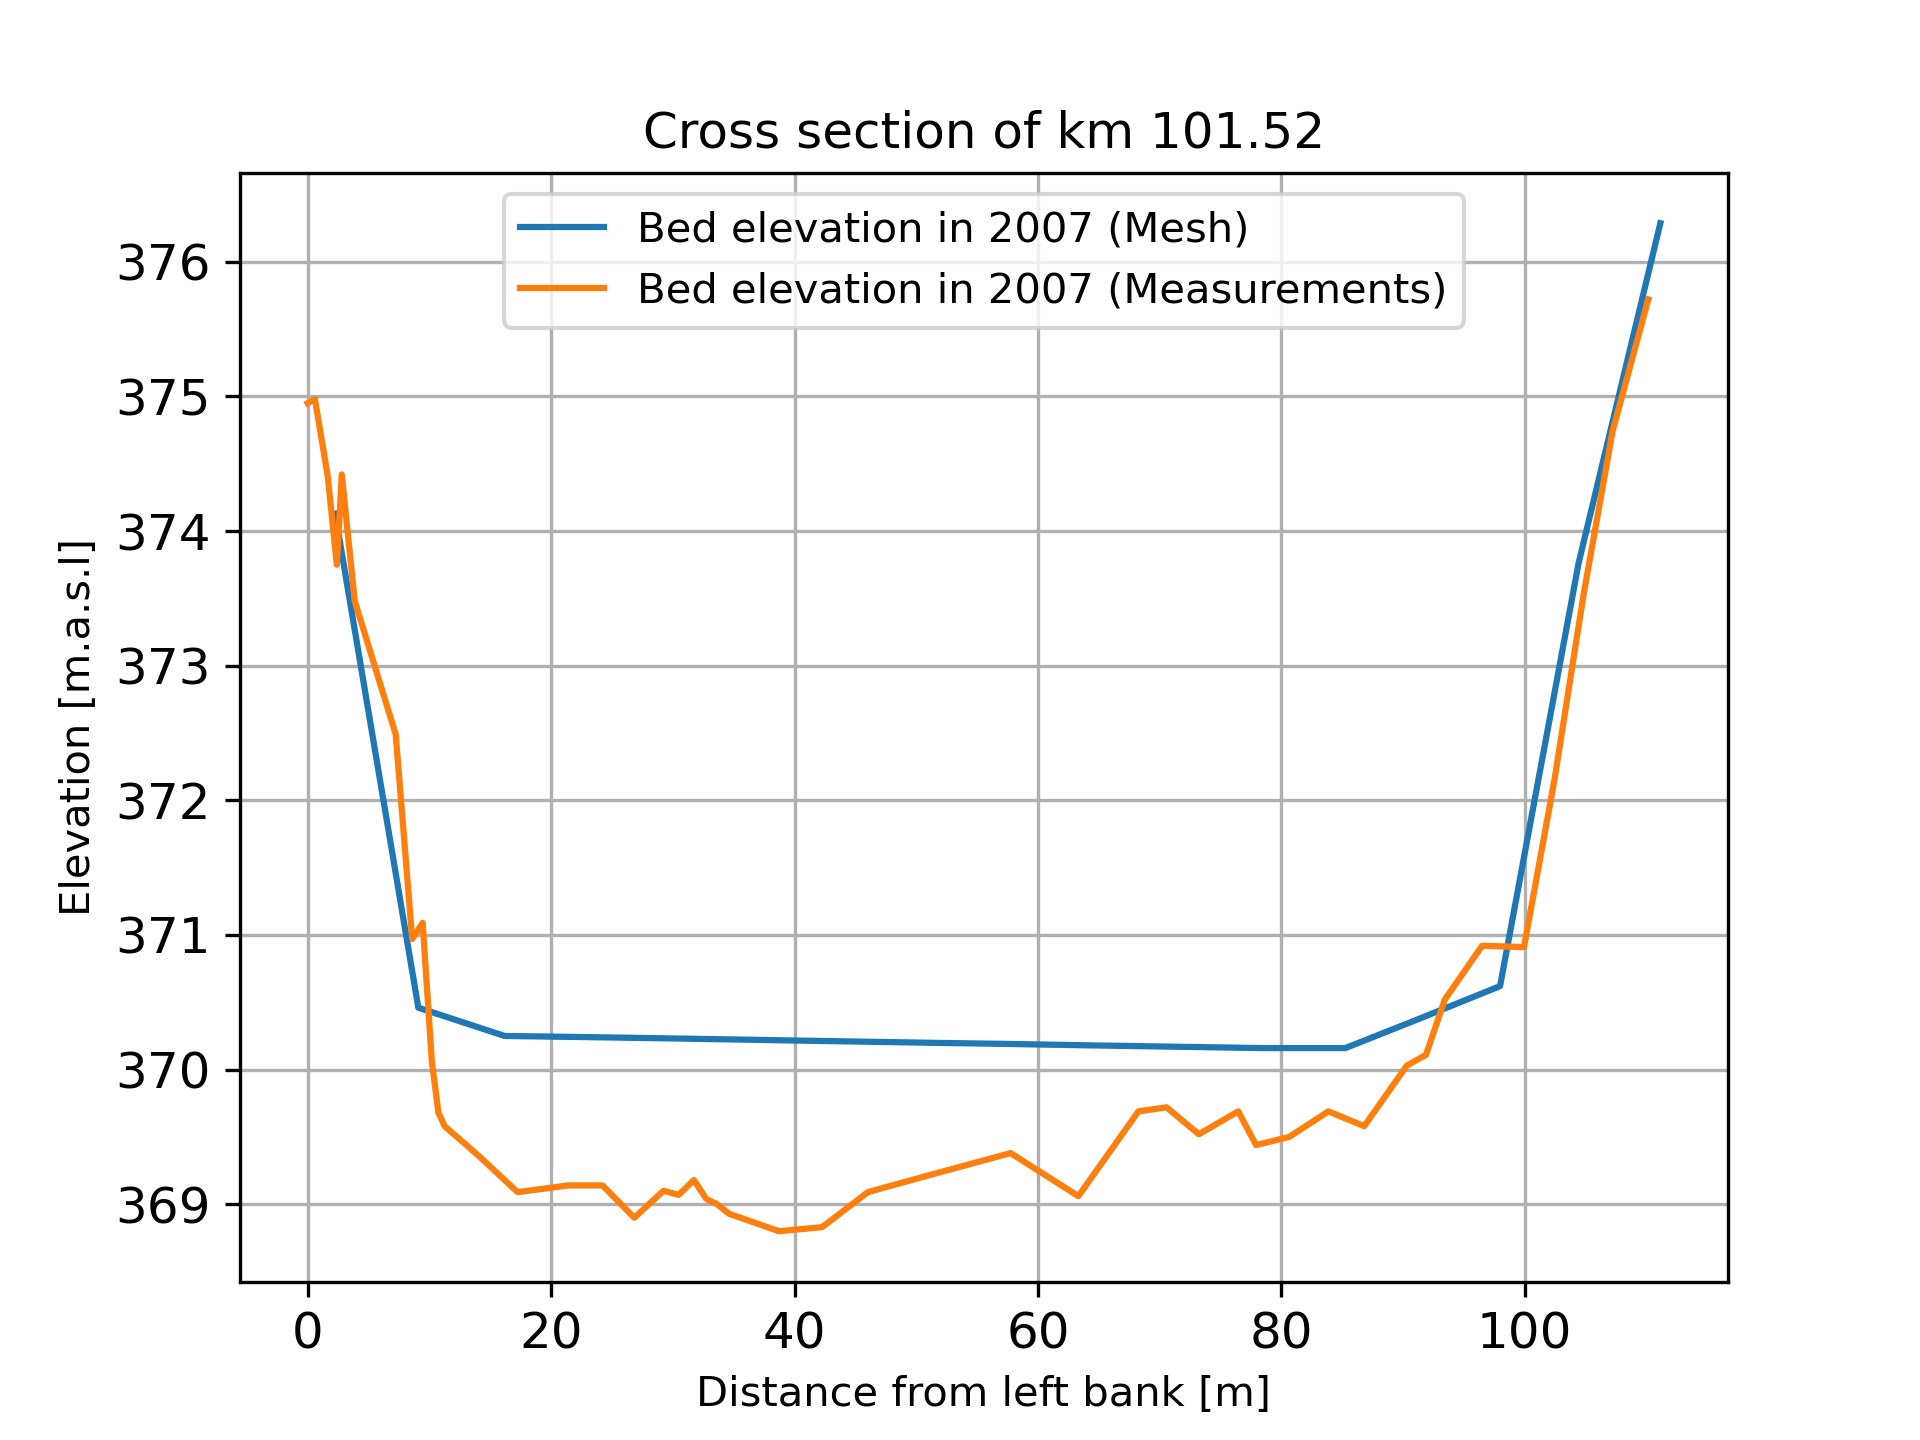 Cross section of km 101.52
Bed elevation in 2007 (Mesh)
Bed elevation in 2007 (Measurements)
376
375
374
373
372
371
370
369
Elevation [m.a.s.l]
0 20 40 60 80 100
Distance from left bank [m]